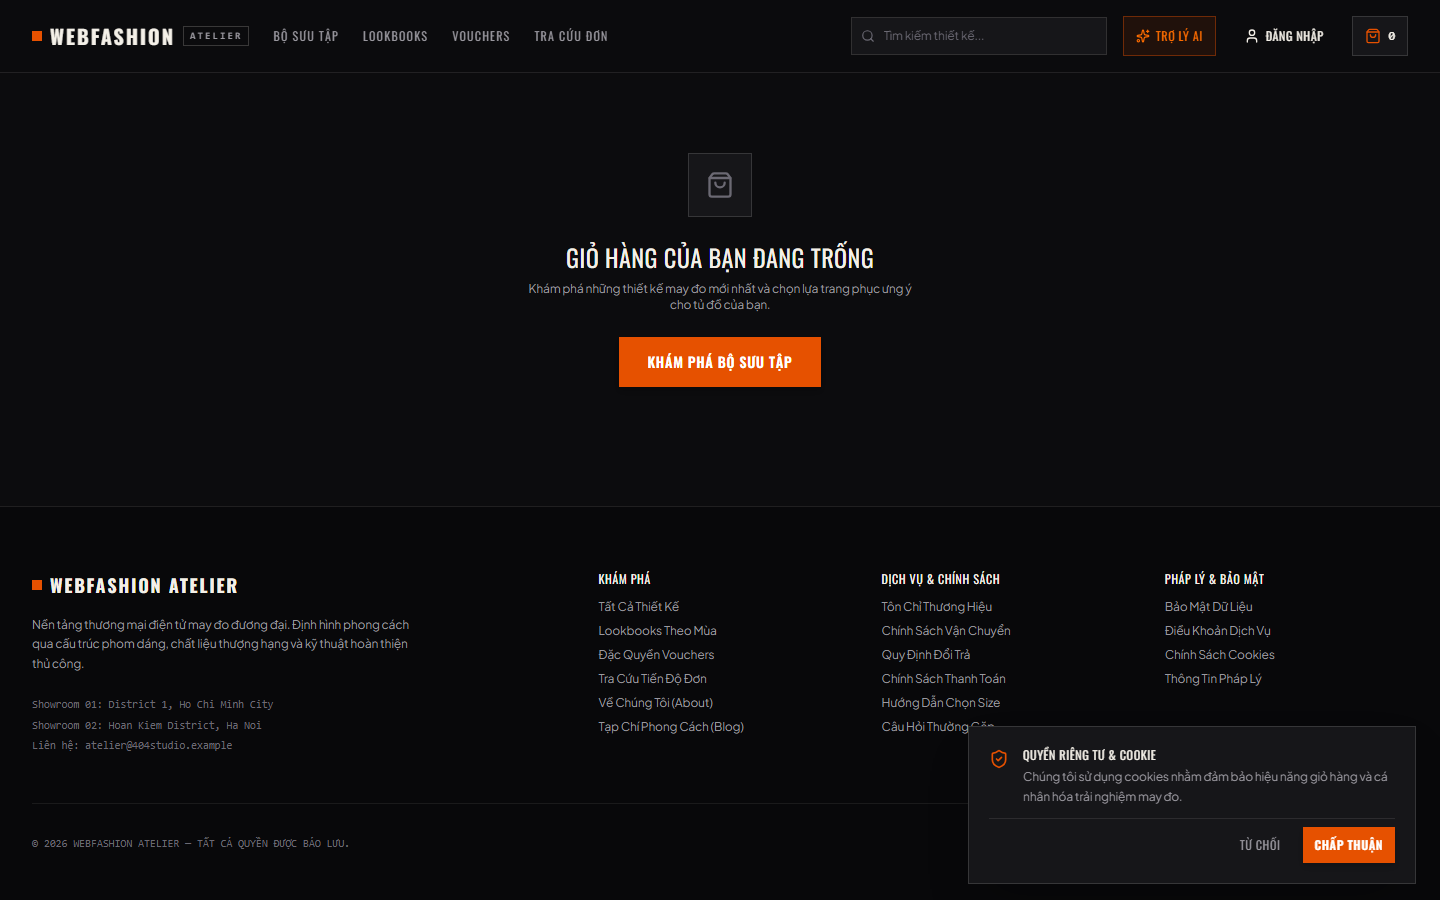 WEBFASHION ATELIER BỘ SƯU TẬP LOOKBOOKS VOUCHERS TRA CỨU ĐƠN Tìm kiếm thiết kế... TRỢ LÝ AI ĐĂNG NHẬP 0
GIỎ HÀNG CỦA BẠN ĐANG TRỐNG
Khám phá những thiết kế may đo mới nhất và chọn lựa trang phục ưng ý
cho tủ đồ của bạn.
KHÁM PHÁ BỘ SƯU TẬP
WEBFASHION ATELIER
Nền tảng thương mại điện tử may đo đương đại. Định hình phong cách
qua cấu trúc phom dáng, chất liệu thượng hạng và kỹ thuật hoàn thiện
thủ công.
Showroom 01: District 1, Ho Chi Minh City
Showroom 02: Hoan Kiem District, Ha Noi
Liên hệ: atelier@404studio.example
KHÁM PHÁ
Tất Cả Thiết Kế
Lookbooks Theo Mùa
Đặc Quyền Vouchers
Tra Cứu Tiến Độ Đơn
Về Chúng Tôi (About)
Tạp Chí Phong Cách (Blog)
DỊCH VỤ & CHÍNH SÁCH
Tôn Chỉ Thương Hiệu
Chính Sách Vận Chuyển
Quy Định Đổi Trả
Chính Sách Thanh Toán
Hướng Dẫn Chọn Size
Câu Hỏi Thường Gặp
PHÁP LÝ & BẢO MẬT
Bảo Mật Dữ Liệu
Điều Khoản Dịch Vụ
Chính Sách Cookies
Thông Tin Pháp Lý
QUYỀN RIÊNG TƯ & COOKIE
Chúng tôi sử dụng cookies nhằm đảm bảo hiệu năng giỏ hàng và cá
nhân hóa trải nghiệm may đo.
TỪ CHỐI
CHẤP THUẬN
© 2026 WEBFASHION ATELIER — TẤT CẢ QUYỀN ĐƯỢC BẢO LƯU.